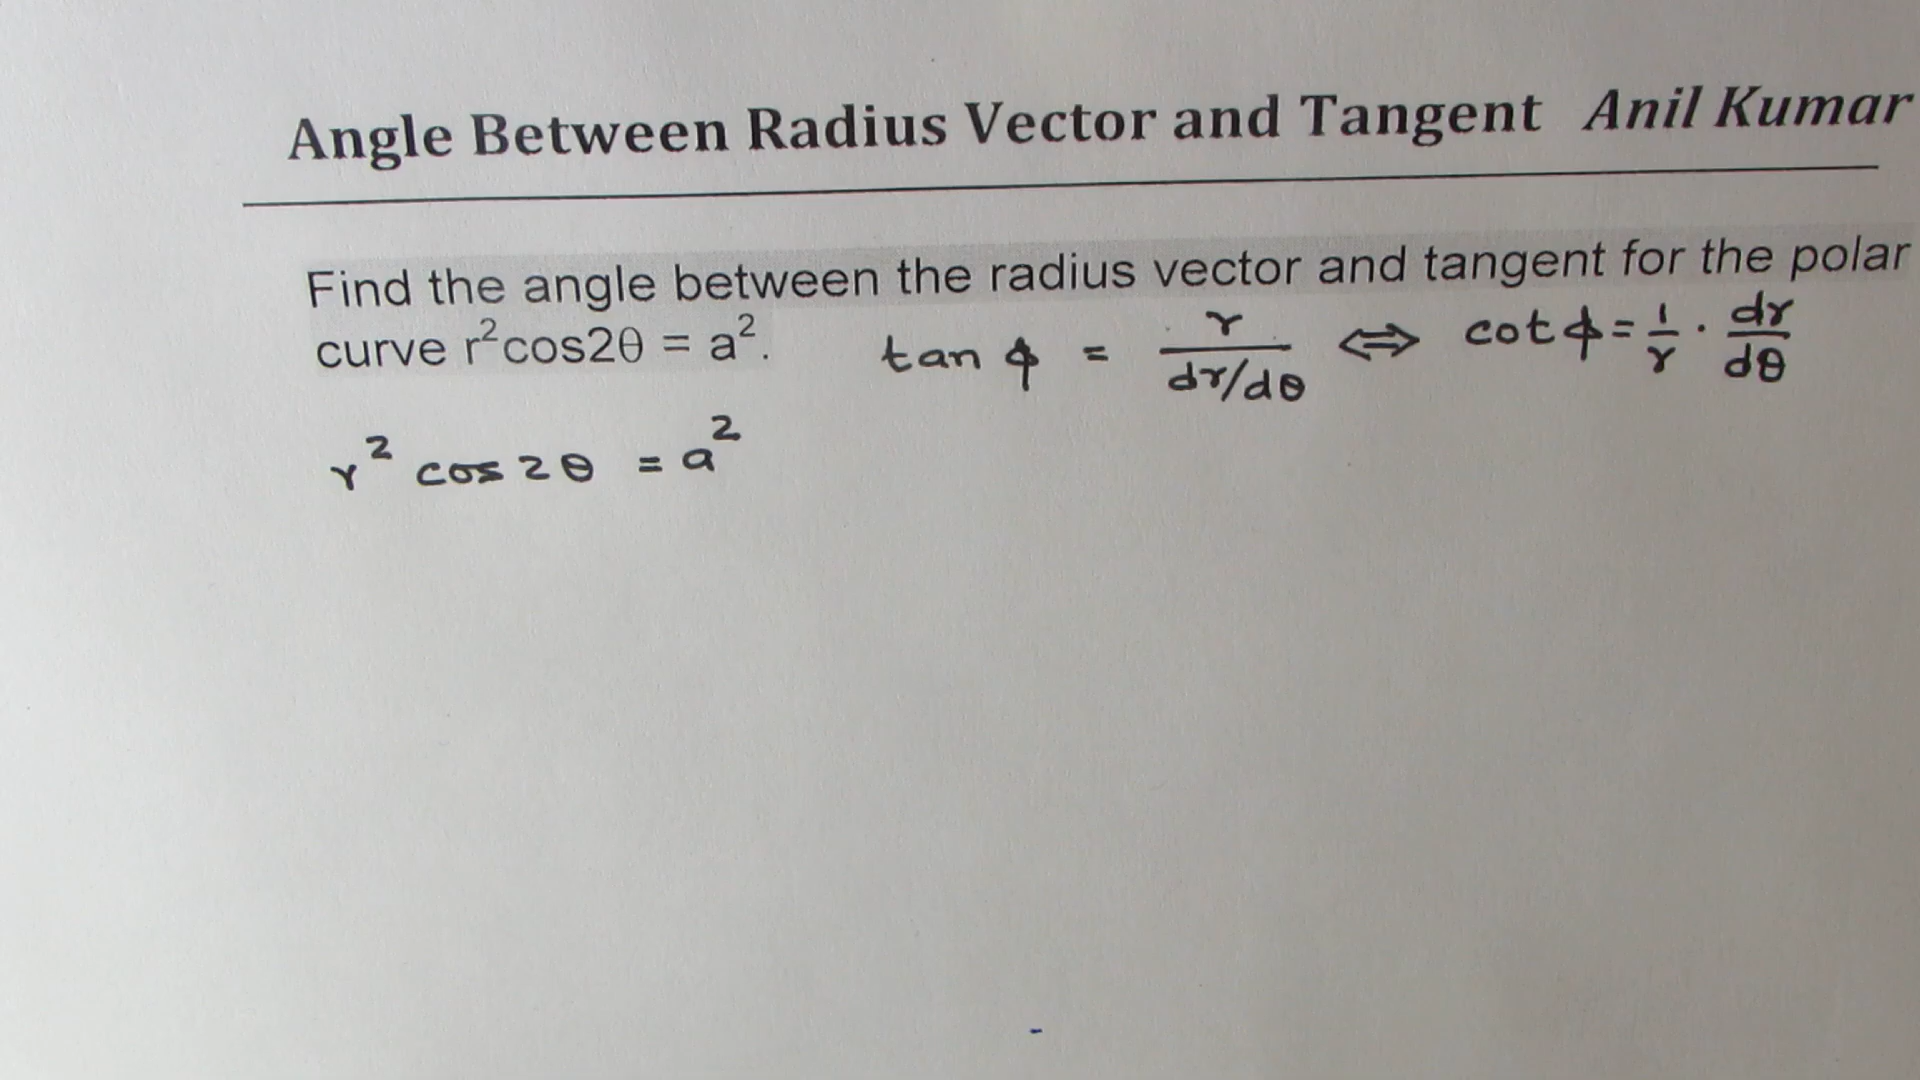 Angle Between Radius Vector and Tangent Anil Kumar
Find the angle between the radius vector and tangent for the polar
curve r²cos2θ = a².
tan ϕ = r / dr/dθ ⇔ cot ϕ = 1/r · dr/dθ
r² cos 2θ = a²